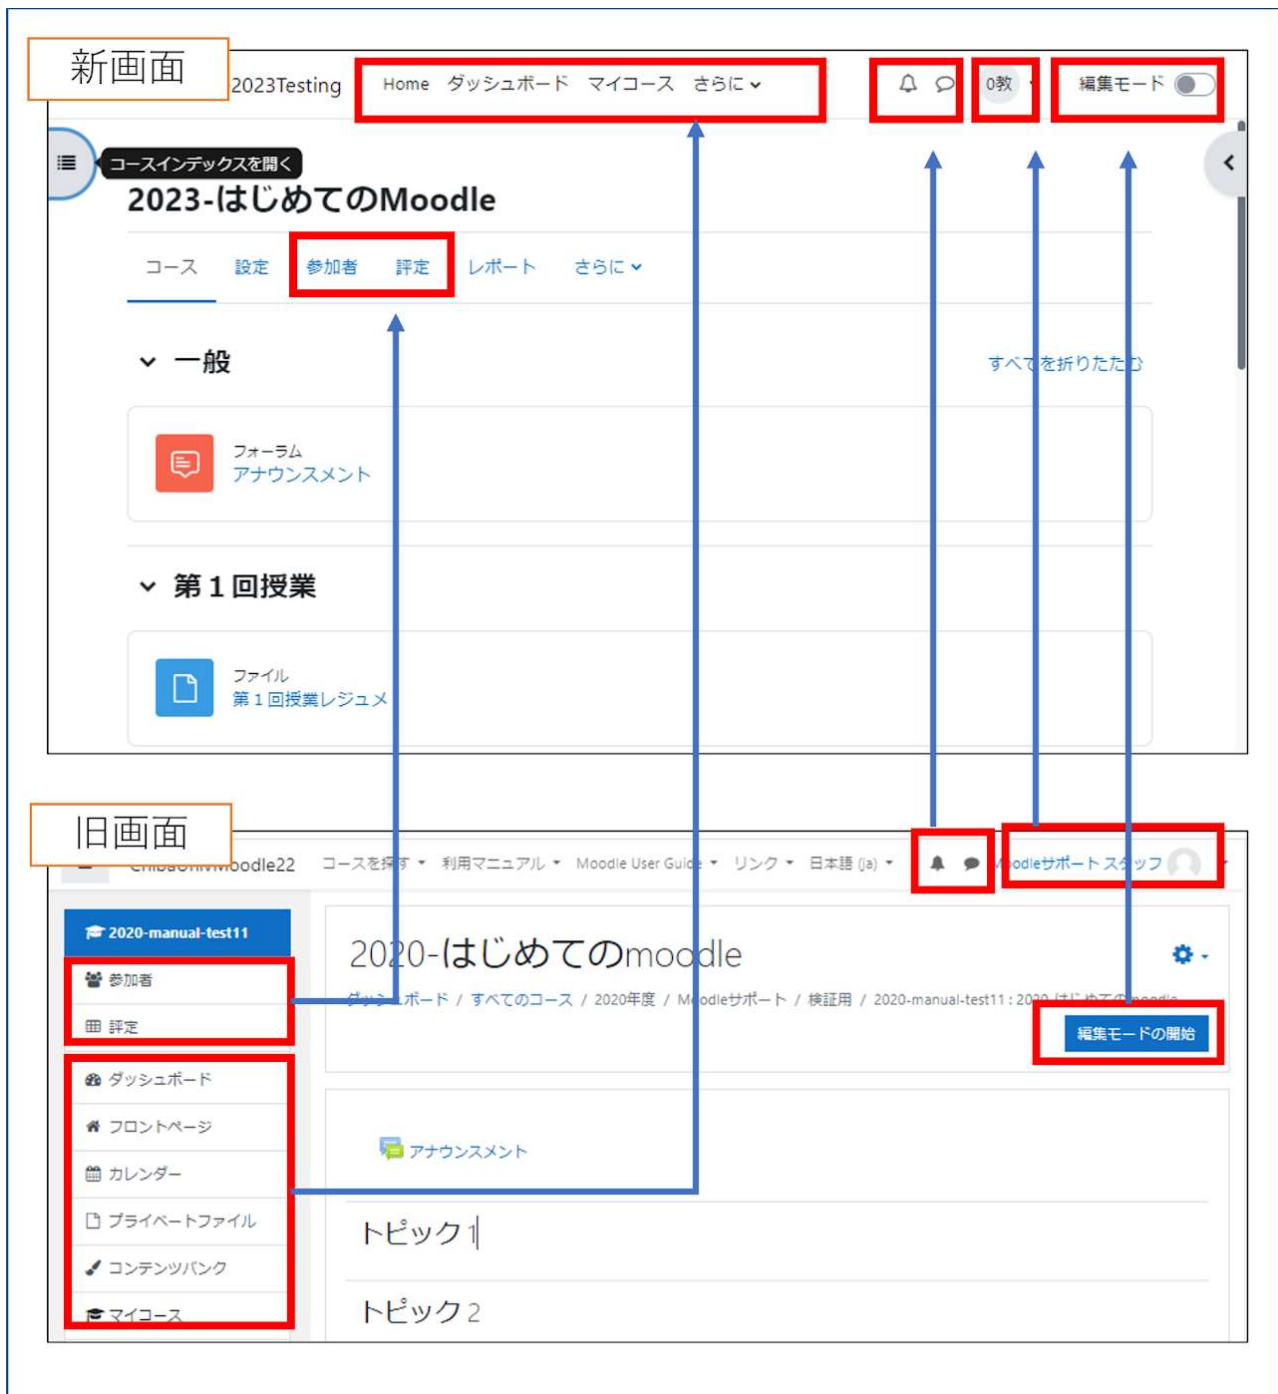 新画面
2023Testing Home ダッシュボード マイコース さらに 0教 編集モード
コースインデックスを開く
2023-はじめてのMoodle
コース 設定 参加者 評定 レポート さらに
一般 すべてを折りたたむ
フォーラム
アナウンスメント
第1回授業
ファイル
第1回授業レジュメ
旧画面
ChibaUnivMoodle22 コースを探す 利用マニュアル Moodle User Guide リンク 日本語 (ja) Moodleサポート スタッフ
2020-manual-test11
参加者
評定
ダッシュボード
フロントページ
カレンダー
プライベートファイル
コンテンツバンク
マイコース
2020-はじめてのmoodle
ダッシュボード / すべてのコース / 2020年度 / Moodleサポート / 検証用 / 2020-manual-test11 : 2020-はじめてのmoodle
編集モードの開始
アナウンスメント
トピック 1
トピック 2